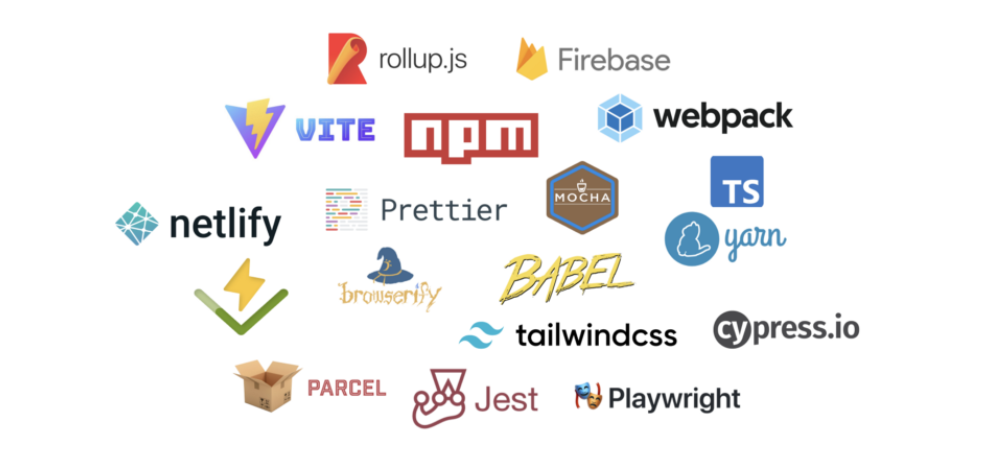 rollup.js
Firebase
VITE
npm
webpack
TS
netlify
Prettier
MOCHA
yarn
browserify
BABEL
tailwindcss
cypress.io
PARCEL
Jest
Playwright